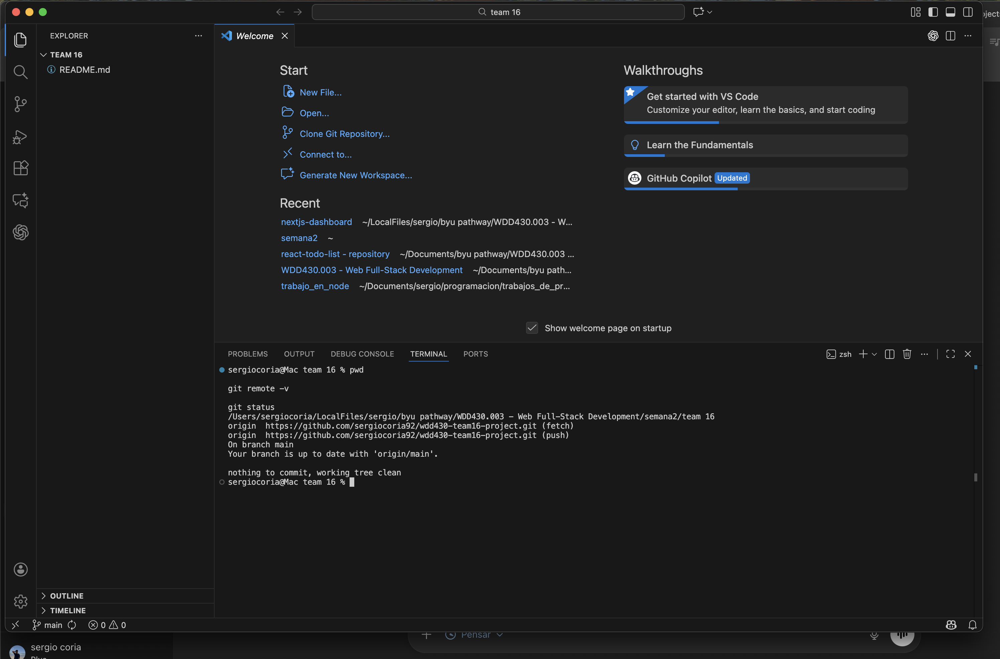 team 16
ject
EXPLORER
TEAM 16
README.md
Welcome
Start
New File...
Open...
Clone Git Repository...
Connect to...
Generate New Workspace...
Recent
nextjs-dashboard ~/LocalFiles/sergio/byu pathway/WDD430.003 - W...
semana2 ~
react-todo-list - repository ~/Documents/byu pathway/WDD430.003 ...
WDD430.003 - Web Full-Stack Development ~/Documents/byu path...
trabajo_en_node ~/Documents/sergio/programacion/trabajos_de_pr...
Walkthroughs
Get started with VS Code
Customize your editor, learn the basics, and start coding
Learn the Fundamentals
GitHub Copilot Updated
Show welcome page on startup
PROBLEMS OUTPUT DEBUG CONSOLE TERMINAL PORTS
zsh
sergiocoria@Mac team 16 % pwd
git remote -v
git status
/Users/sergiocoria/LocalFiles/sergio/byu pathway/WDD430.003 - Web Full-Stack Development/semana2/team 16
origin https://github.com/sergiocoria92/wdd430-team16-project.git (fetch)
origin https://github.com/sergiocoria92/wdd430-team16-project.git (push)
On branch main
Your branch is up to date with 'origin/main'.
nothing to commit, working tree clean
sergiocoria@Mac team 16 %
OUTLINE
TIMELINE
main 0 0
Pensar
sergio coria